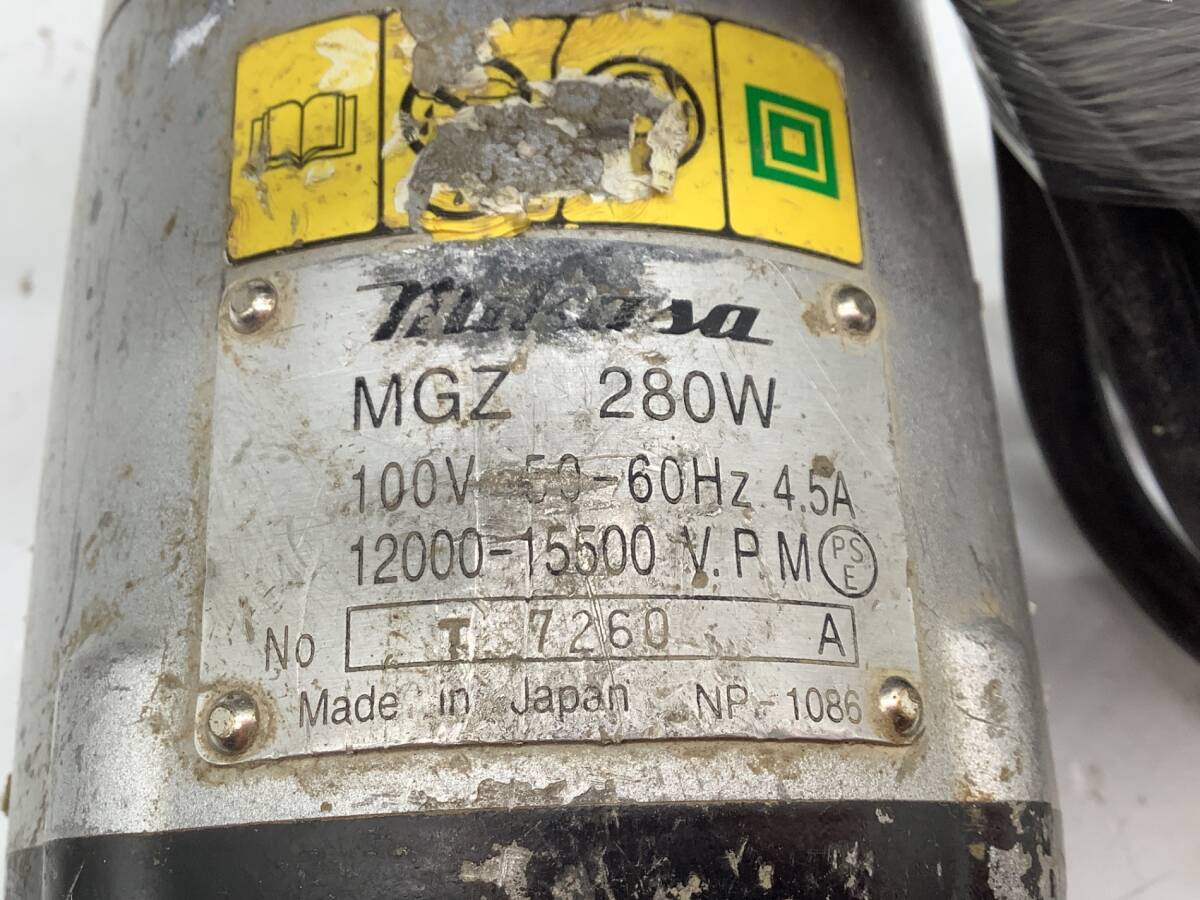 Mikasa
MGZ 280W
100V 50-60Hz 4.5A
12000-15500 V.P.M PSE
No T 7260 A
Made in Japan NP-1086